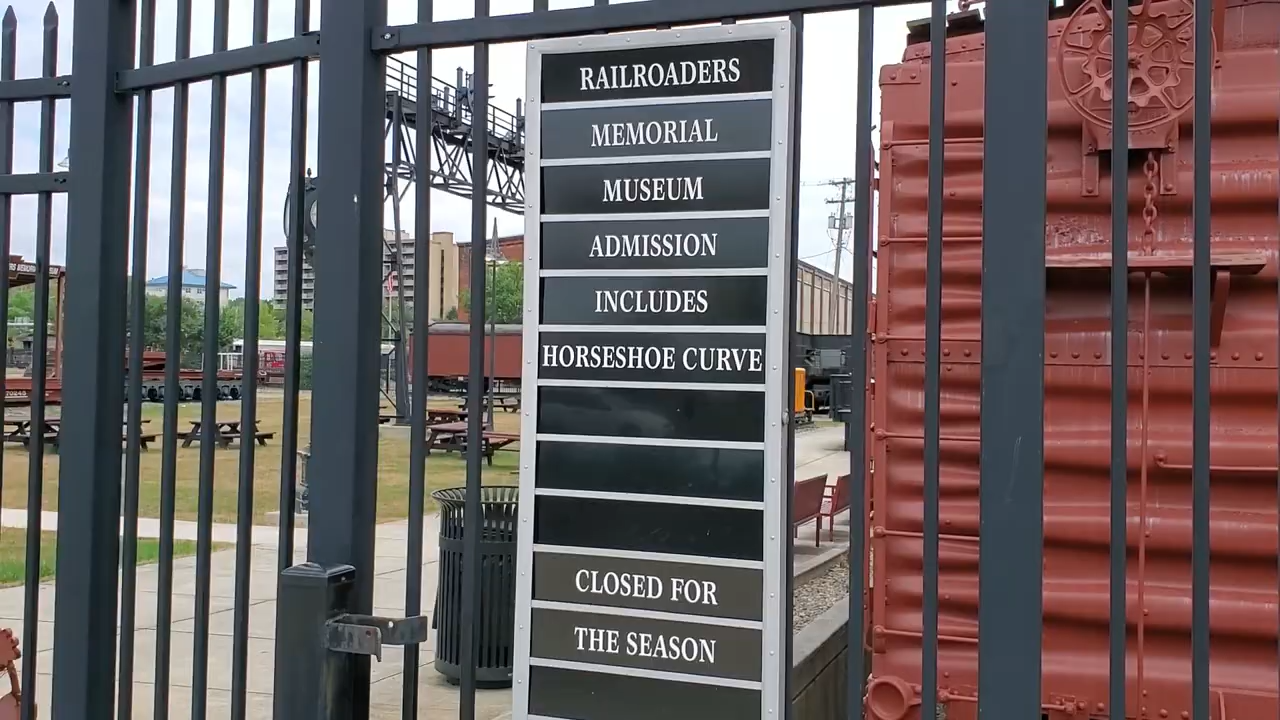 RAILROADERS
MEMORIAL
MUSEUM
ADMISSION
INCLUDES
HORSESHOE CURVE
CLOSED FOR
THE SEASON